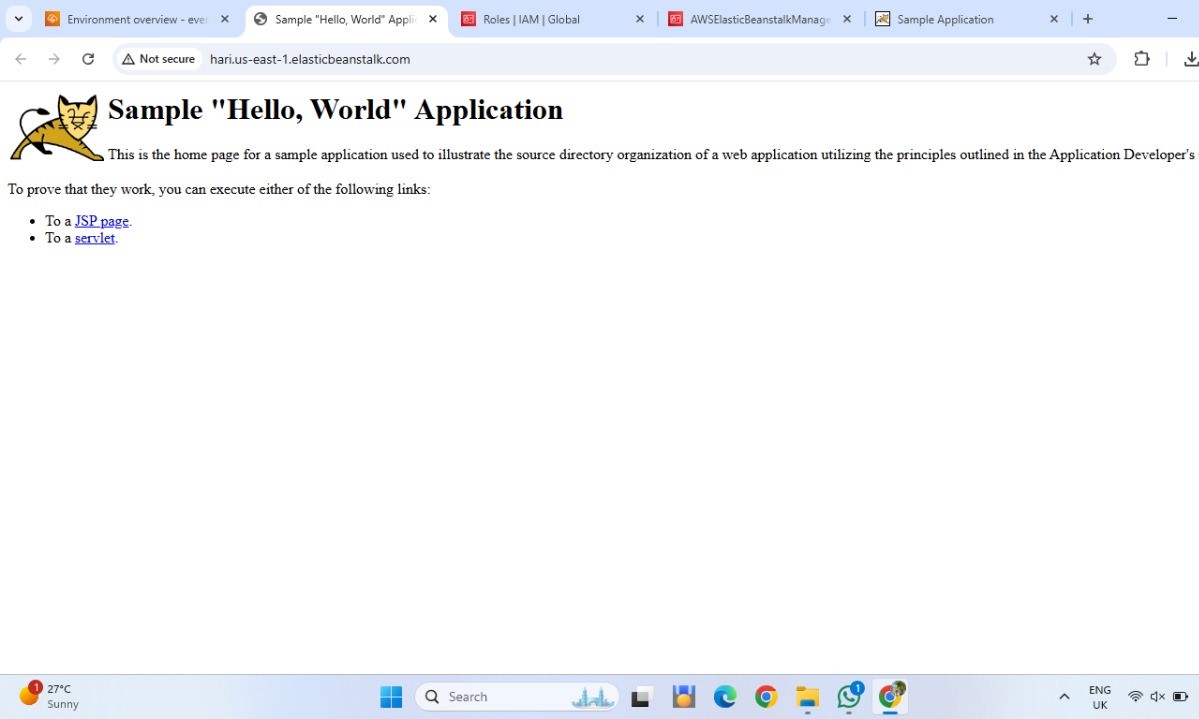 Environment overview - ever
Sample "Hello, World" Applic
Roles | IAM | Global
AWSElasticBeanstalkManage
Sample Application
Not secure
hari.us-east-1.elasticbeanstalk.com
Sample "Hello, World" Application
This is the home page for a sample application used to illustrate the source directory organization of a web application utilizing the principles outlined in the Application Developer's
To prove that they work, you can execute either of the following links:
• To a JSP page.
• To a servlet.
1
27°C
Sunny
Search
1
ENG
UK